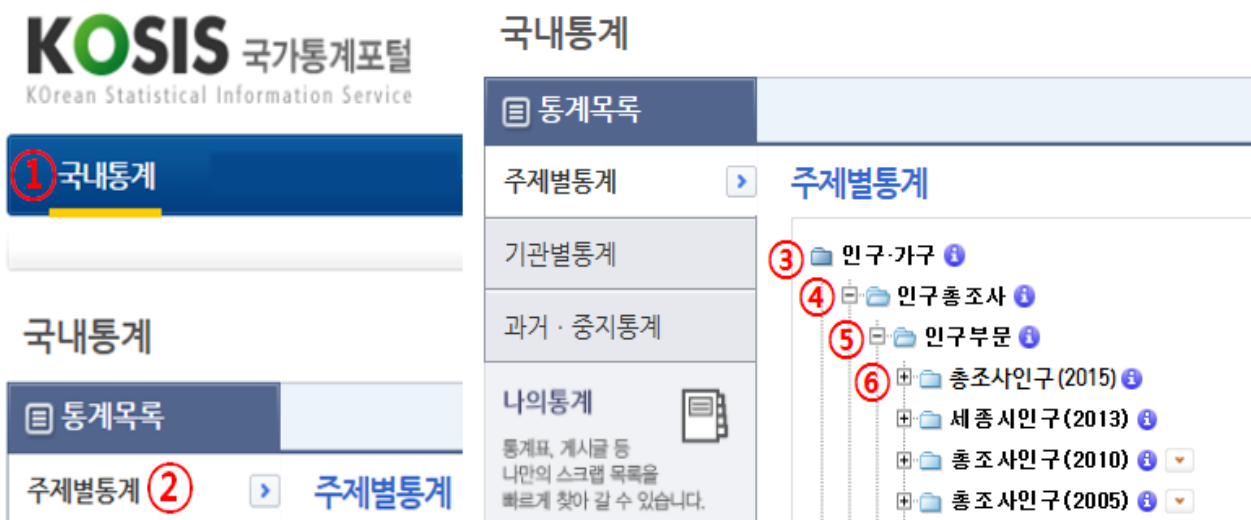 KOSIS 국가통계포털
KOrean Statistical Information Service
① 국내통계
국내통계
통계목록
주제별통계 ②
주제별통계
국내통계
통계목록
주제별통계
기관별통계
과거 · 중지통계
나의통계
통계표, 게시글 등
나만의 스크랩 목록을
빠르게 찾아 갈 수 있습니다.
주제별통계
③ 인구·가구
④ 인구총조사
⑤ 인구부문
⑥ 총조사인구(2015)
세종시인구(2013)
총조사인구(2010)
총조사인구(2005)